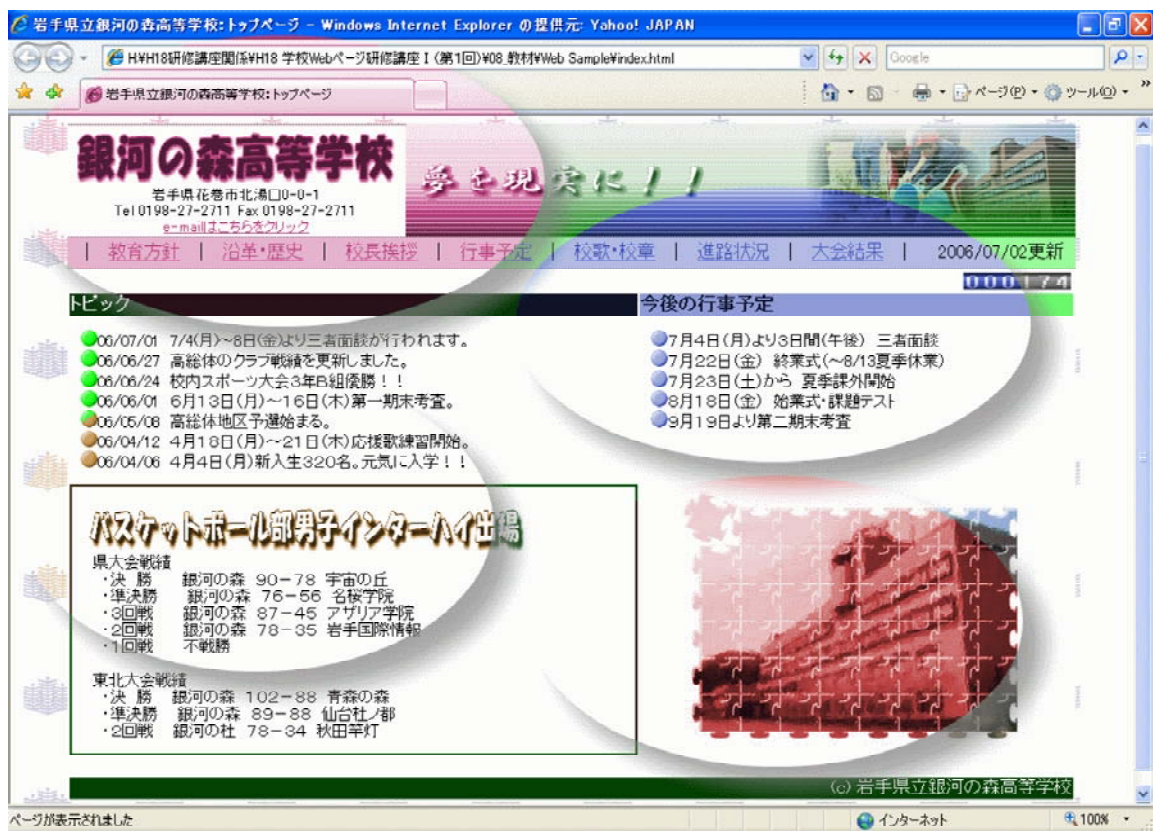 岩手県立銀河の森高等学校:トップページ - Windows Internet Explorer の提供元: Yahoo! JAPAN
H:¥H18研修講座関係¥H18 学校Webページ研修講座Ⅰ(第1回)¥08_教材¥Web Sample¥index.html
Google
岩手県立銀河の森高等学校:トップページ
ページ(P) ツール(O)
銀河の森高等学校
夢を現実に!!
岩手県花巻市北湯口0-0-1
Tel 0198-27-2711 Fax 0198-27-2711
e-mailはこちらをクリック
| 教育方針 | 沿革・歴史 | 校長挨拶 | 行事予定 | 校歌・校章 | 進路状況 | 大会結果 | 2006/07/02更新
000174
トピック
06/07/01 7/4(月)~8日(金)より三者面談が行われます。
06/06/27 高総体のクラブ戦績を更新しました。
06/06/24 校内スポーツ大会3年B組優勝!!
06/06/01 6月13日(月)~16日(木)第一期末考査。
06/05/08 高総体地区予選始まる。
06/04/12 4月18日(月)~21日(木)応援歌練習開始。
06/04/06 4月4日(月)新入生320名。元気に入学!!
今後の行事予定
7月4日(月)より3日間(午後) 三者面談
7月22日(金) 終業式(~8/13夏季休業)
7月23日(土)から 夏季課外開始
8月18日(金) 始業式・課題テスト
9月19日より第二期末考査
バスケットボール部男子インターハイ出場
県大会戦績
・決 勝 銀河の森 90-78 宇宙の丘
・準決勝 銀河の森 76-56 名桜学院
・3回戦 銀河の森 87-45 アザリア学院
・2回戦 銀河の森 78-35 岩手国際情報
・1回戦 不戦勝
東北大会戦績
・決 勝 銀河の森 102-88 青森の森
・準決勝 銀河の森 89-88 仙台杜ノ都
・2回戦 銀河の杜 78-34 秋田竿灯
(c) 岩手県立銀河の森高等学校
ページが表示されました
インターネット
100%